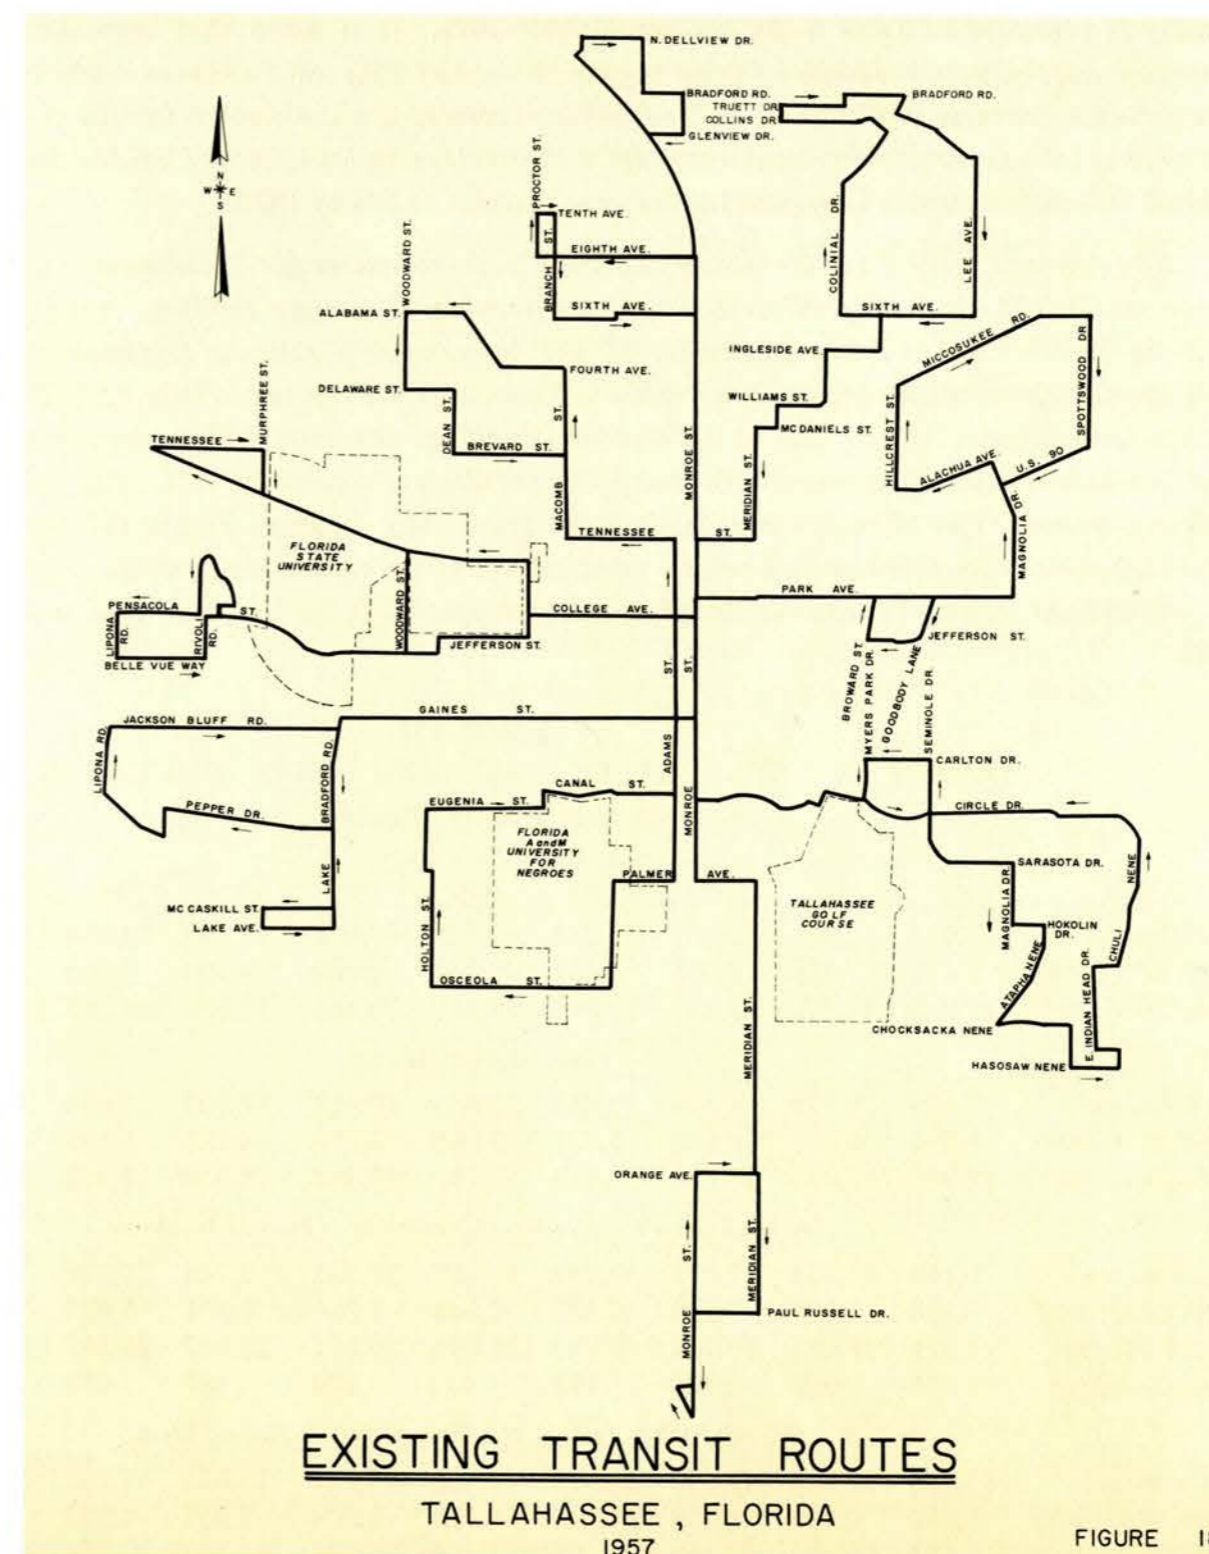 N. DELLVIEW DR.
BRADFORD RD.
TRUETT DR
COLLINS DR
GLENVIEW DR.
BRADFORD RD.
N
W E
S
PROCTOR ST.
TENTH AVE.
BRANCH ST.
EIGHTH AVE.
SIXTH AVE.
COLINIAL DR.
LEE AVE.
SIXTH AVE.
WOODWARD ST.
ALABAMA ST.
DELAWARE ST.
DEAN ST.
BREVARD ST.
FOURTH AVE.
MACOMB ST.
MONROE ST.
INGLESIDE AVE.
WILLIAMS ST.
MC DANIELS ST.
MERIDIAN ST.
MICCOSUKEE RD.
SPOTTSWOOD DR
HILLCREST ST.
ALACHUA AVE.
U.S. 90
MAGNOLIA DR.
TENNESSEE
MURPHREE ST.
TENNESSEE ST.
FLORIDA
STATE
UNIVERSITY
PENSACOLA ST.
LIPONA RD.
RIVOLI RD.
BELLE VUE WAY
WOODWARD ST.
JEFFERSON ST.
COLLEGE AVE.
PARK AVE.
JEFFERSON ST.
BROWARD ST.
MYERS PARK DR.
GOODBODY LANE
SEMINOLE DR.
CARLTON DR.
CIRCLE DR.
JACKSON BLUFF RD.
LIPONA RD.
PEPPER DR.
LAKE BRADFORD RD.
GAINES ST.
ADAMS ST.
MONROE ST.
EUGENIA ST.
CANAL ST.
FLORIDA
A and M
UNIVERSITY
FOR
NEGROES
PALMER AVE.
HOLTON ST.
OSCEOLA ST.
MC CASKILL ST.
LAKE AVE.
TALLAHASSEE
GOLF
COURSE
SARASOTA DR.
MAGNOLIA DR.
HOKOLIN
DR.
ATAPHA NENE
CHOCKSACKA NENE
E. INDIAN HEAD DR.
CHULI NENE
HASOSAW NENE
MERIDIAN ST.
ORANGE AVE.
MERIDIAN ST.
MONROE ST.
PAUL RUSSELL DR.
EXISTING TRANSIT ROUTES
TALLAHASSEE, FLORIDA
1957
FIGURE